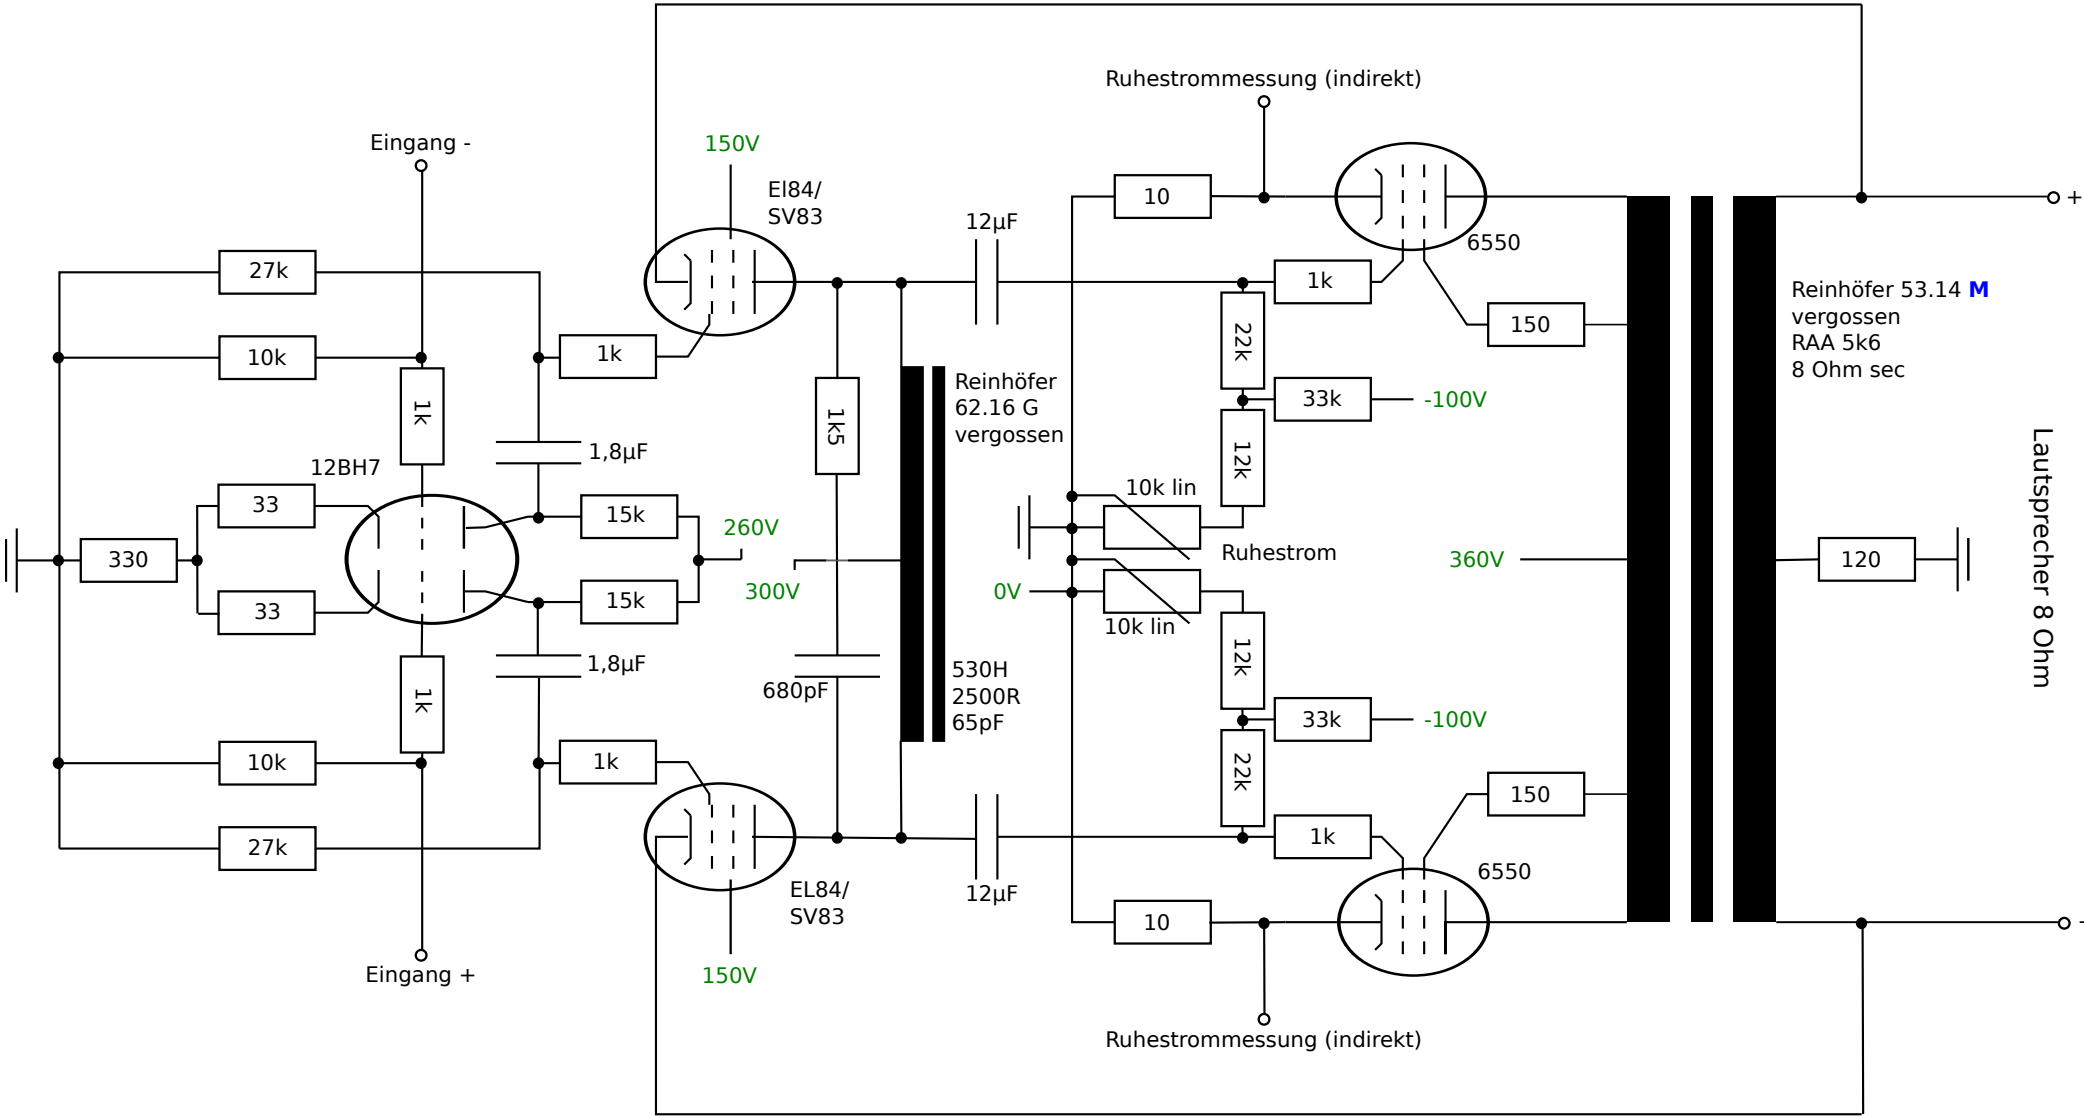 Ruhestrommessung (indirekt)
Eingang -
150V
El84/
SV83
12µF
10
6550
+
27k
1k
1k
10k
22k
150
Reinhöfer 53.14 M
vergossen
RAA 5k6
8 Ohm sec
1k
1k5
Reinhöfer
62.16 G
vergossen
33k
-100V
12BH7
1,8µF
12k
10k lin
33
15k
260V
330
300V
Ruhestrom
0V
360V
120
Lautsprecher 8 Ohm
33
15k
10k lin
1,8µF
680pF
530H
2500R
65pF
12k
1k
33k
-100V
10k
1k
22k
150
27k
1k
EL84/
SV83
12µF
6550
10
-
Eingang +
150V
Ruhestrommessung (indirekt)